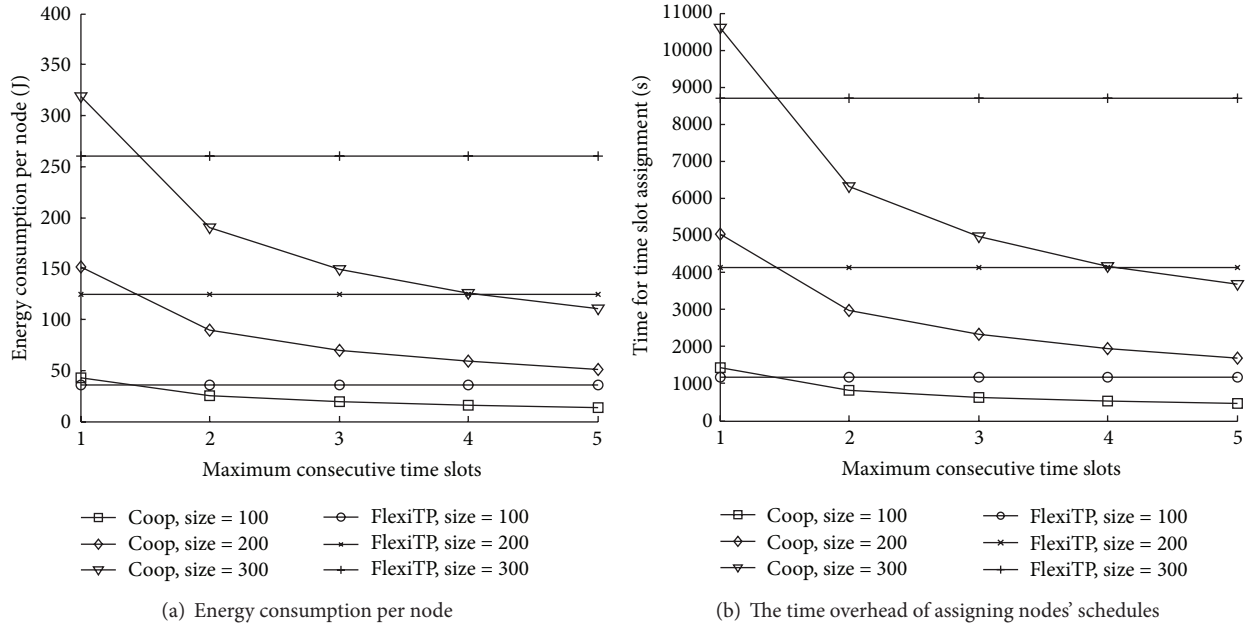 400
350
300
250
200
150
100
50
0
Energy consumption per node (J)
1 2 3 4 5
Maximum consecutive time slots
Coop, size = 100
Coop, size = 200
Coop, size = 300
FlexiTP, size = 100
FlexiTP, size = 200
FlexiTP, size = 300
(a) Energy consumption per node
11000
10000
9000
8000
7000
6000
5000
4000
3000
2000
1000
0
Time for time slot assignment (s)
1 2 3 4 5
Maximum consecutive time slots
Coop, size = 100
Coop, size = 200
Coop, size = 300
FlexiTP, size = 100
FlexiTP, size = 200
FlexiTP, size = 300
(b) The time overhead of assigning nodes' schedules